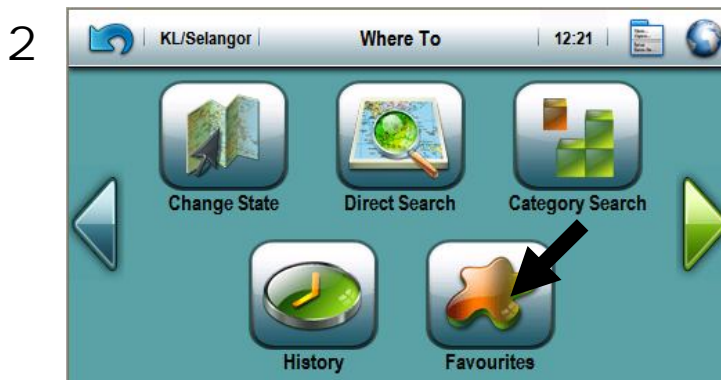 2
KL/Selangor Where To 12:21
Change State Direct Search Category Search
History Favourites